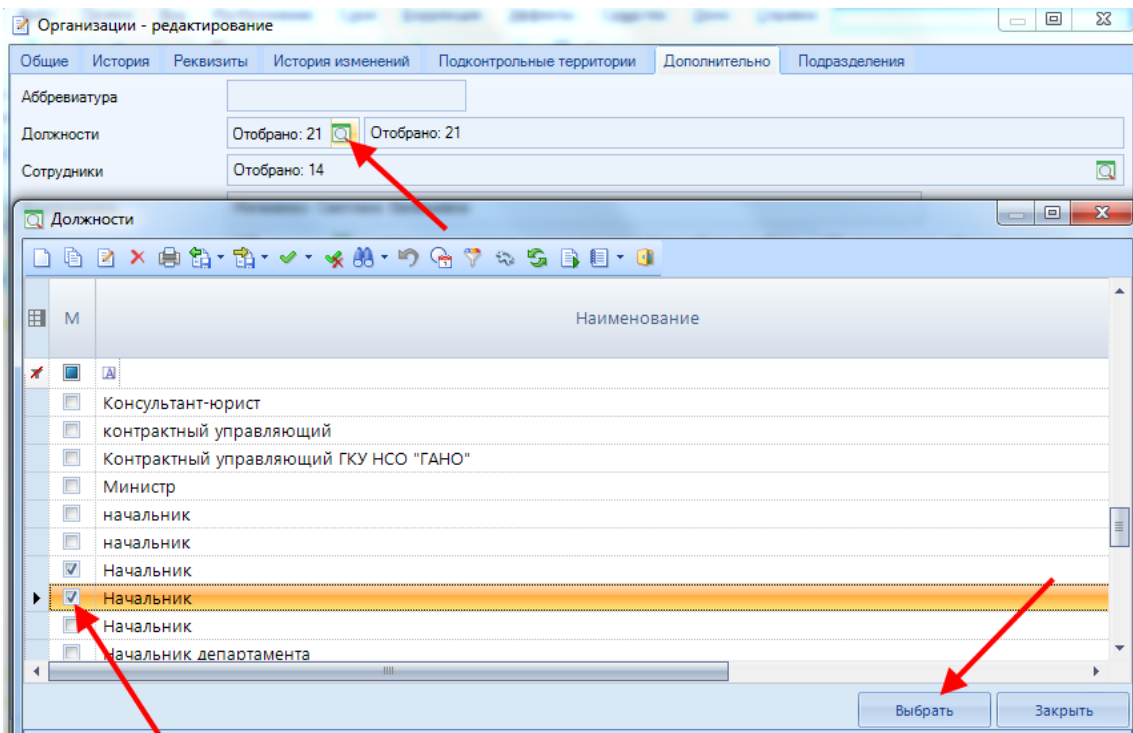 Организации - редактирование
Общие История Реквизиты История изменений Подконтрольные территории Дополнительно Подразделения
Аббревиатура
Должности Отобрано: 21 Отобрано: 21
Сотрудники Отобрано: 14
Должности
М Наименование
A
Консультант-юрист
контрактный управляющий
Контрактный управляющий ГКУ НСО "ГАНО"
Министр
начальник
начальник
Начальник
Начальник
Начальник
Начальник департамента
Выбрать Закрыть